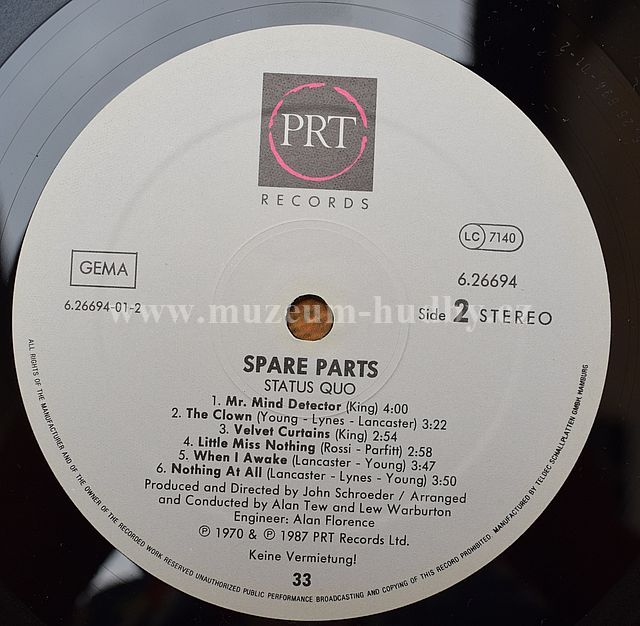 PRT
RECORDS
LC 7140
GEMA
6.26694
6.26694-01-2
www.muzeum-hudby.cz
Side 2 STEREO
SPARE PARTS
STATUS QUO
1. Mr. Mind Detector (King) 4:00
2. The Clown (Young - Lynes - Lancaster) 3:22
3. Velvet Curtains (King) 2:54
4. Little Miss Nothing (Rossi - Parfitt) 2:58
5. When I Awake (Lancaster - Young) 3:47
6. Nothing At All (Lancaster - Lynes - Young) 3:50
Produced and Directed by John Schroeder / Arranged
and Conducted by Alan Tew and Lew Warburton
Engineer: Alan Florence
℗ 1970 & ℗ 1987 PRT Records Ltd.
Keine Vermietung!
33
ALL RIGHTS OF THE MANUFACTURER AND OF THE OWNER OF THE RECORDED WORK RESERVED UNAUTHORIZED PUBLIC PERFORMANCE BROADCASTING AND COPYING OF THIS RECORD PROHIBITED. MANUFACTURED BY TELDEC SCHALLPLATTEN GMBH, HAMBURG